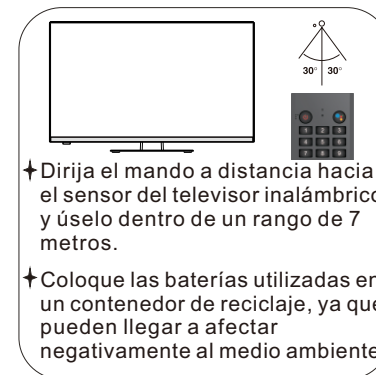 30° 30°
Dirija el mando a distancia hacia
el sensor del televisor inalámbrico
y úselo dentro de un rango de 7
metros.
Coloque las baterías utilizadas en
un contenedor de reciclaje, ya que
pueden llegar a afectar
negativamente al medio ambiente